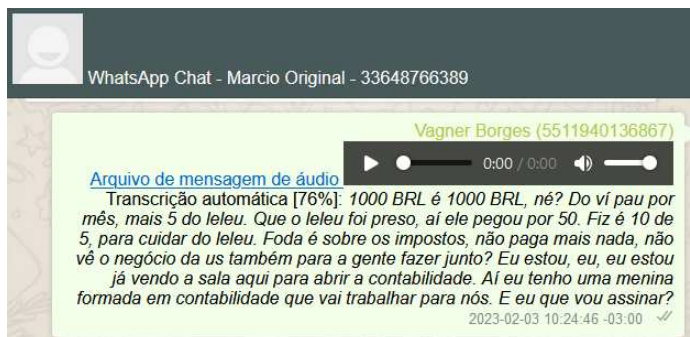 WhatsApp Chat - Marcio Original - 33648766389
Vagner Borges (5511940136867)
0:00 / 0:00
Arquivo de mensagem de áudio
Transcrição automática [76%]: 1000 BRL é 1000 BRL, né? Do ví pau por
mês, mais 5 do leleu. Que o leleu foi preso, aí ele pegou por 50. Fiz é 10 de
5, para cuidar do leleu. Foda é sobre os impostos, não paga mais nada, não
vê o negócio da us também para a gente fazer junto? Eu estou, eu, eu estou
já vendo a sala aqui para abrir a contabilidade. Aí eu tenho uma menina
formada em contabilidade que vai trabalhar para nós. E eu que vou assinar?
2023-02-03 10:24:46 -03:00